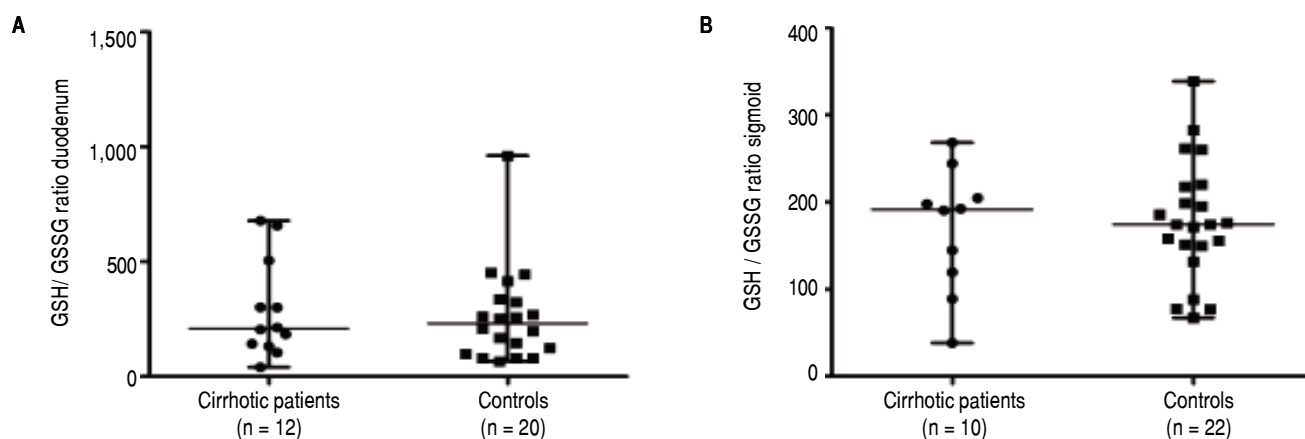 A
GSH/ GSSG ratio duodenum
1,500
1,000
500
0
Cirrhotic patients
(n = 12)
Controls
(n = 20)
B
GSH / GSSG ratio sigmoid
400
300
200
100
0
Cirrhotic patients
(n = 10)
Controls
(n = 22)